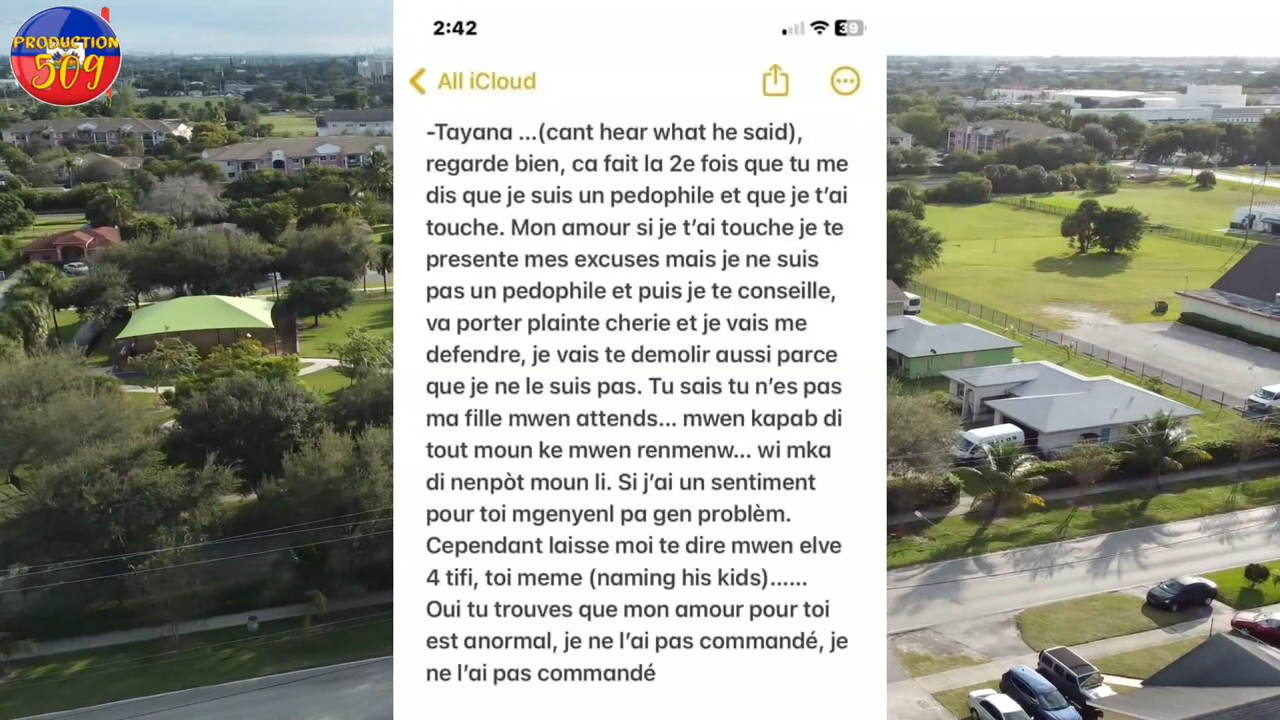 PRODUCTION
509
2:42
39
All iCloud
-Tayana ...(cant hear what he said),
regarde bien, ca fait la 2e fois que tu me
dis que je suis un pedophile et que je t’ai
touche. Mon amour si je t’ai touche je te
presente mes excuses mais je ne suis
pas un pedophile et puis je te conseille,
va porter plainte cherie et je vais me
defendre, je vais te demolir aussi parce
que je ne le suis pas. Tu sais tu n’es pas
ma fille mwen attends... mwen kapab di
tout moun ke mwen renmenw... wi mka
di nenpòt moun li. Si j’ai un sentiment
pour toi mgenyenl pa gen problèm.
Cependant laisse moi te dire mwen elve
4 tifi, toi meme (naming his kids)......
Oui tu trouves que mon amour pour toi
est anormal, je ne l’ai pas commandé, je
ne l’ai pas commandé